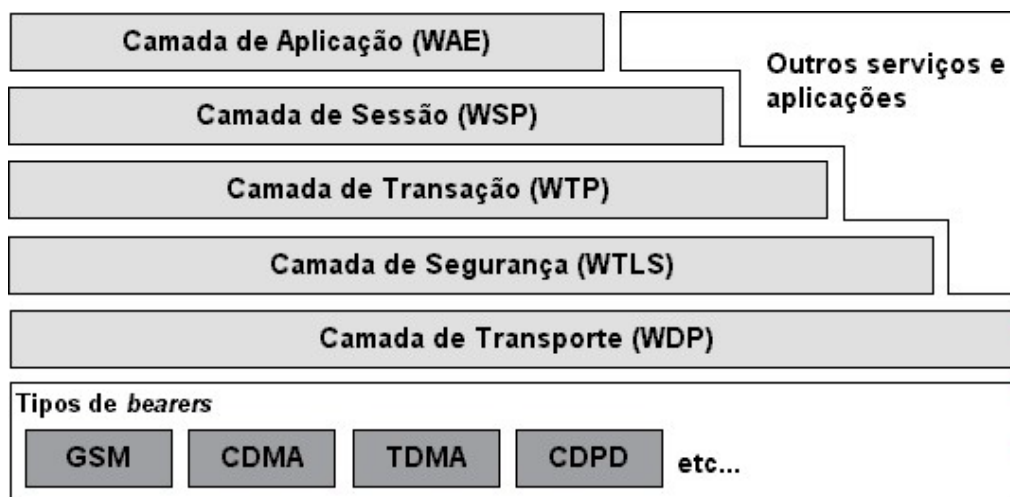 Camada de Aplicação (WAE)
Outros serviços e
aplicações
Camada de Sessão (WSP)
Camada de Transação (WTP)
Camada de Segurança (WTLS)
Camada de Transporte (WDP)
Tipos de bearers
GSM
CDMA
TDMA
CDPD
etc...